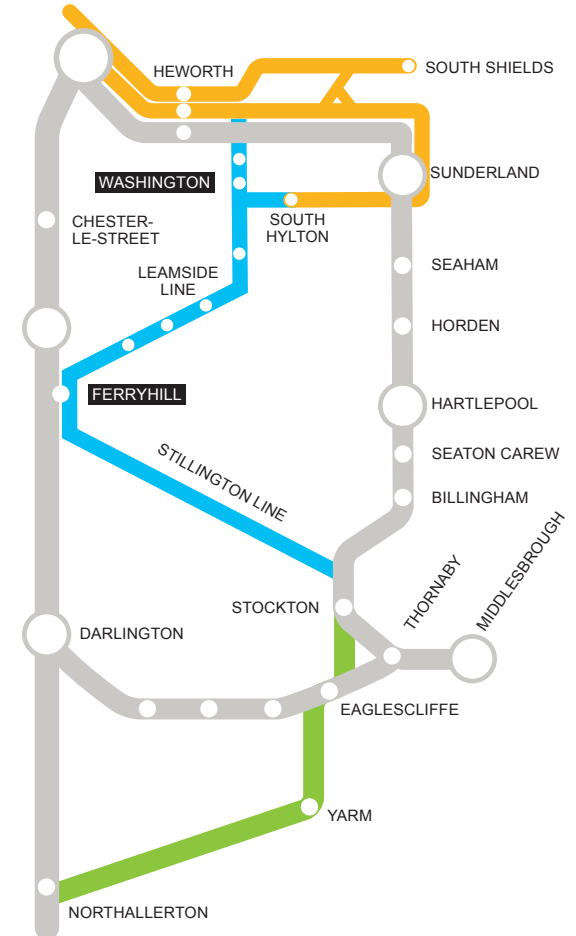 HEWORTH
SOUTH SHIELDS
WASHINGTON
SUNDERLAND
CHESTER-
LE-STREET
SOUTH
HYLTON
LEAMSIDE
LINE
SEAHAM
HORDEN
FERRYHILL
HARTLEPOOL
SEATON CAREW
STILLINGTON LINE
BILLINGHAM
THORNABY
MIDDLESBROUGH
STOCKTON
DARLINGTON
EAGLESCLIFFE
YARM
NORTHALLERTON